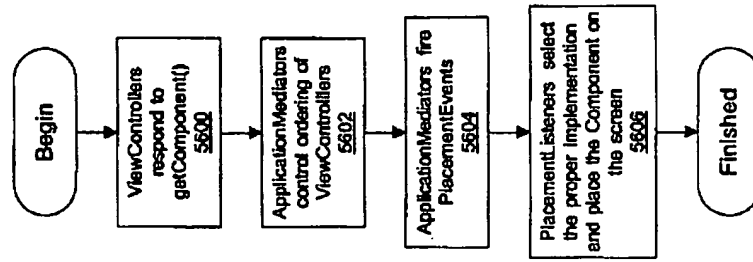 Begin
ViewControllers
respond to
getComponent()
5600
ApplicationMediators
control ordering of
ViewControllers
5602
ApplicationMediators fire
PlacementEvents
5604
PlacementListeners select
the proper Implementation
and place the Component on
the screen
5606
Finished